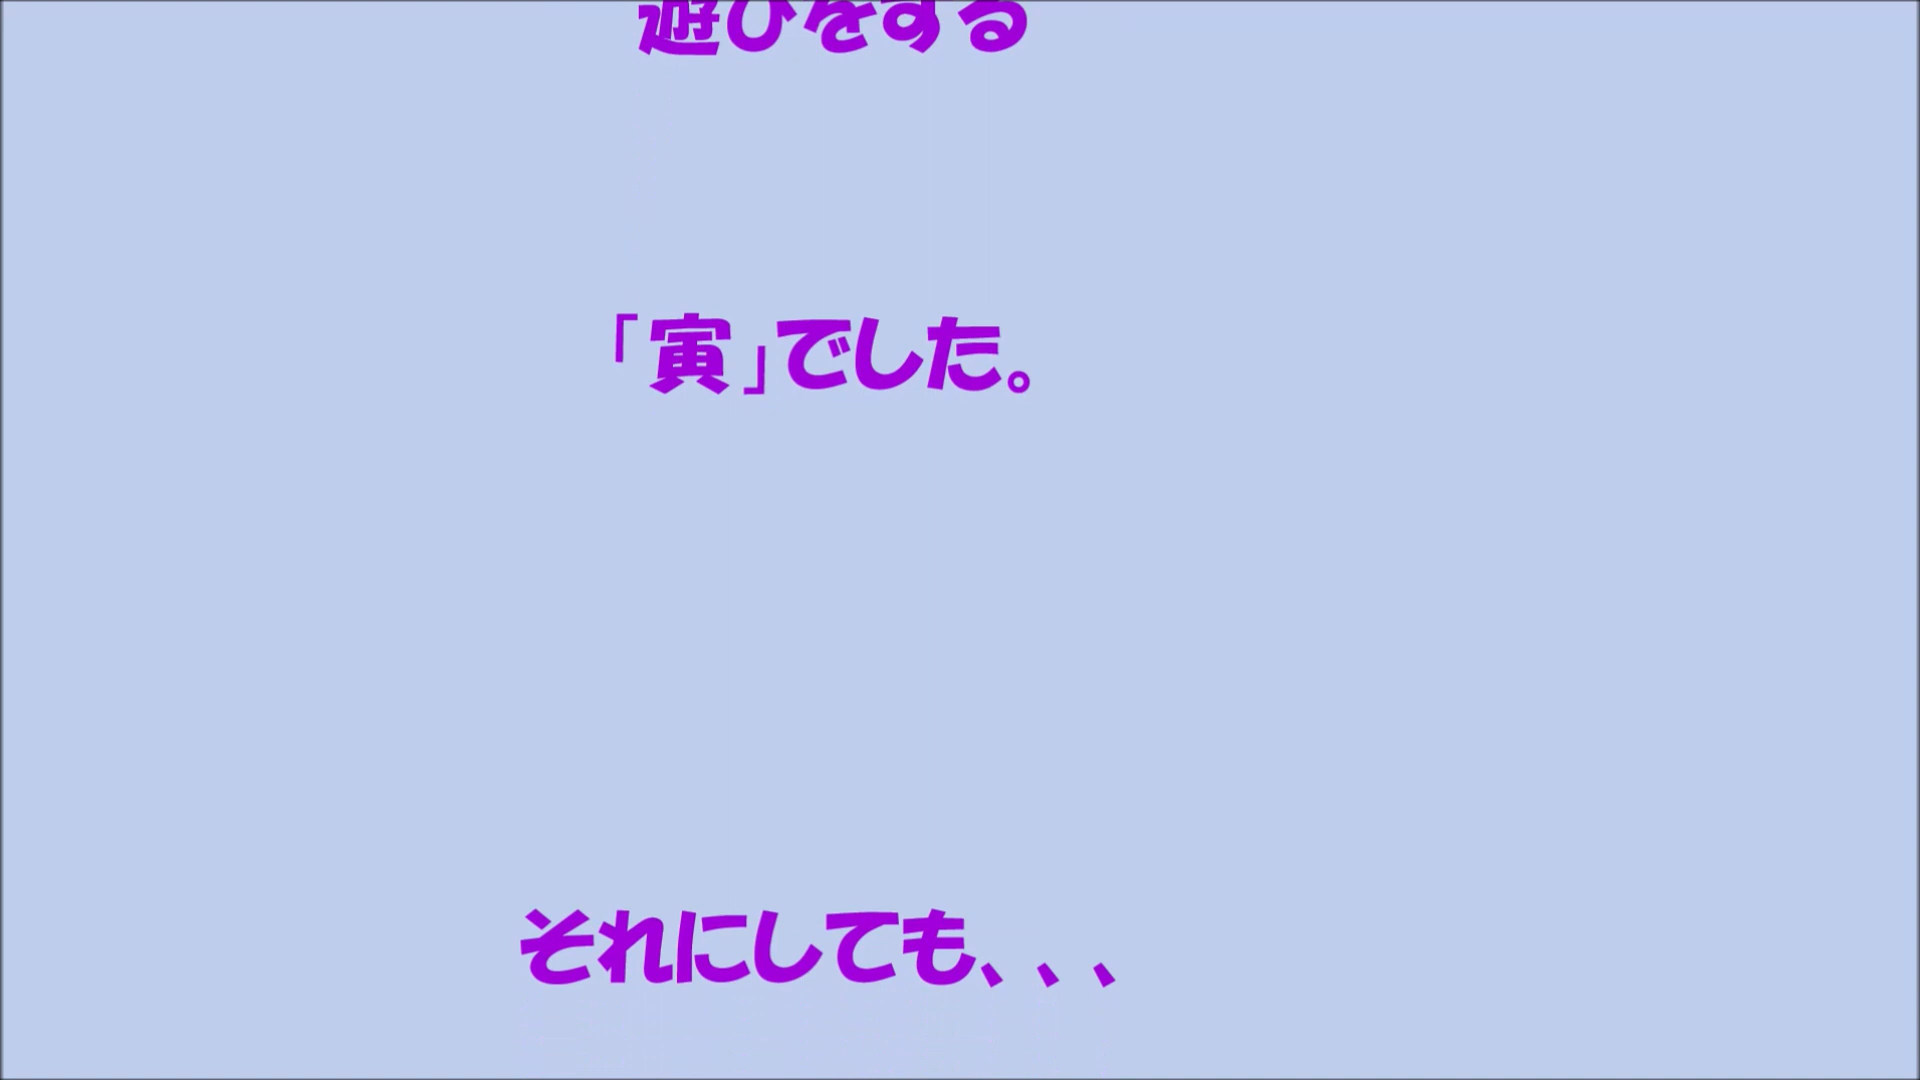 遊びをする
「寅」でした。
それにしても、、、